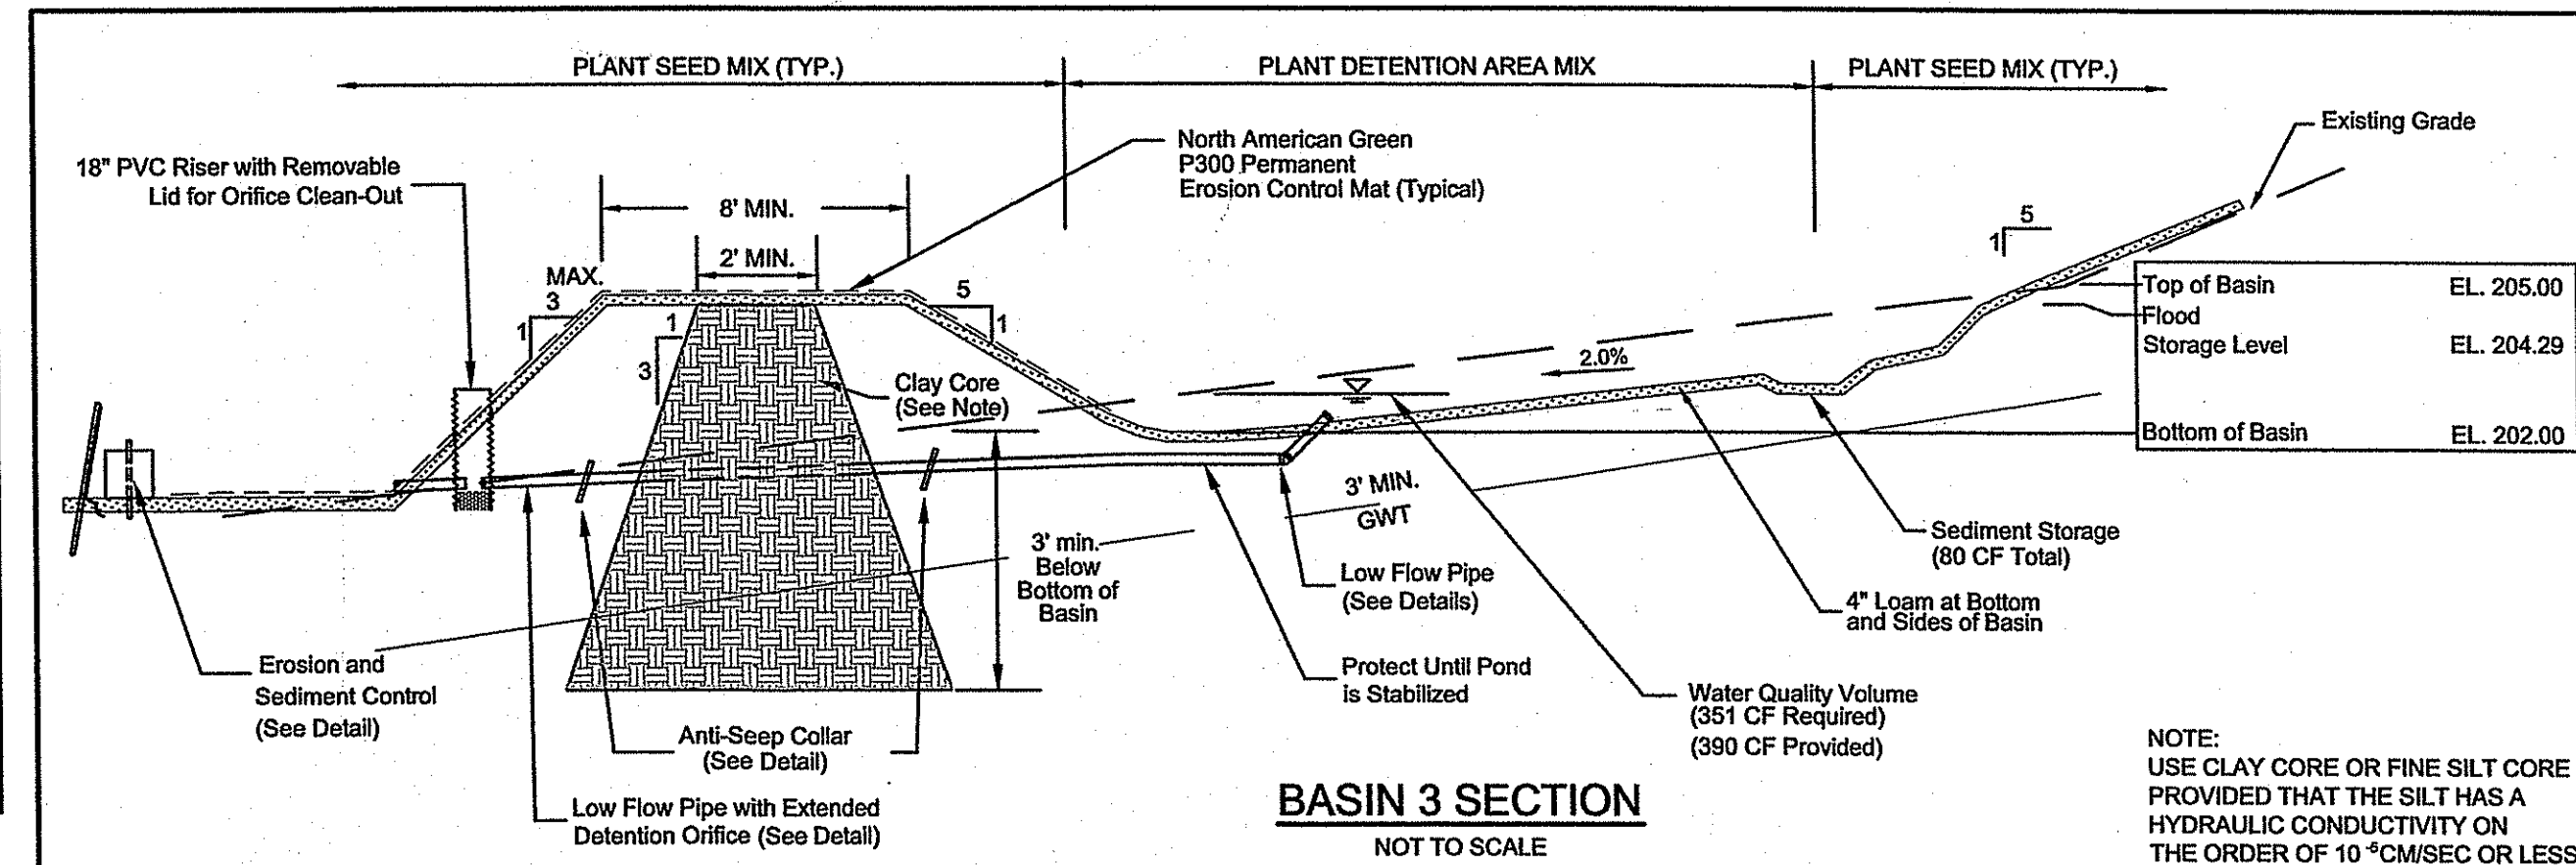 PLANT SEED MIX (TYP.)
PLANT DETENTION AREA MIX
PLANT SEED MIX (TYP.)
Existing Grade
North American Green
P300 Permanent
Erosion Control Mat (Typical)
18" PVC Riser with Removable
Lid for Orifice Clean-Out
8' MIN.
2' MIN.
MAX.
3
1
1
3
5
1
5
1
Top of Basin EL. 205.00
Flood
Storage Level EL. 204.29
Bottom of Basin EL. 202.00
2.0%
Clay Core
(See Note)
3' MIN.
GWT
3' min.
Below
Bottom of
Basin
Low Flow Pipe
(See Details)
Sediment Storage
(80 CF Total)
4" Loam at Bottom
and Sides of Basin
Protect Until Pond
is Stabilized
Water Quality Volume
(351 CF Required)
(390 CF Provided)
Erosion and
Sediment Control
(See Detail)
Anti-Seep Collar
(See Detail)
Low Flow Pipe with Extended
Detention Orifice (See Detail)
BASIN 3 SECTION
NOT TO SCALE
NOTE:
USE CLAY CORE OR FINE SILT CORE
PROVIDED THAT THE SILT HAS A
HYDRAULIC CONDUCTIVITY ON
THE ORDER OF 10 CM/SEC OR LESS